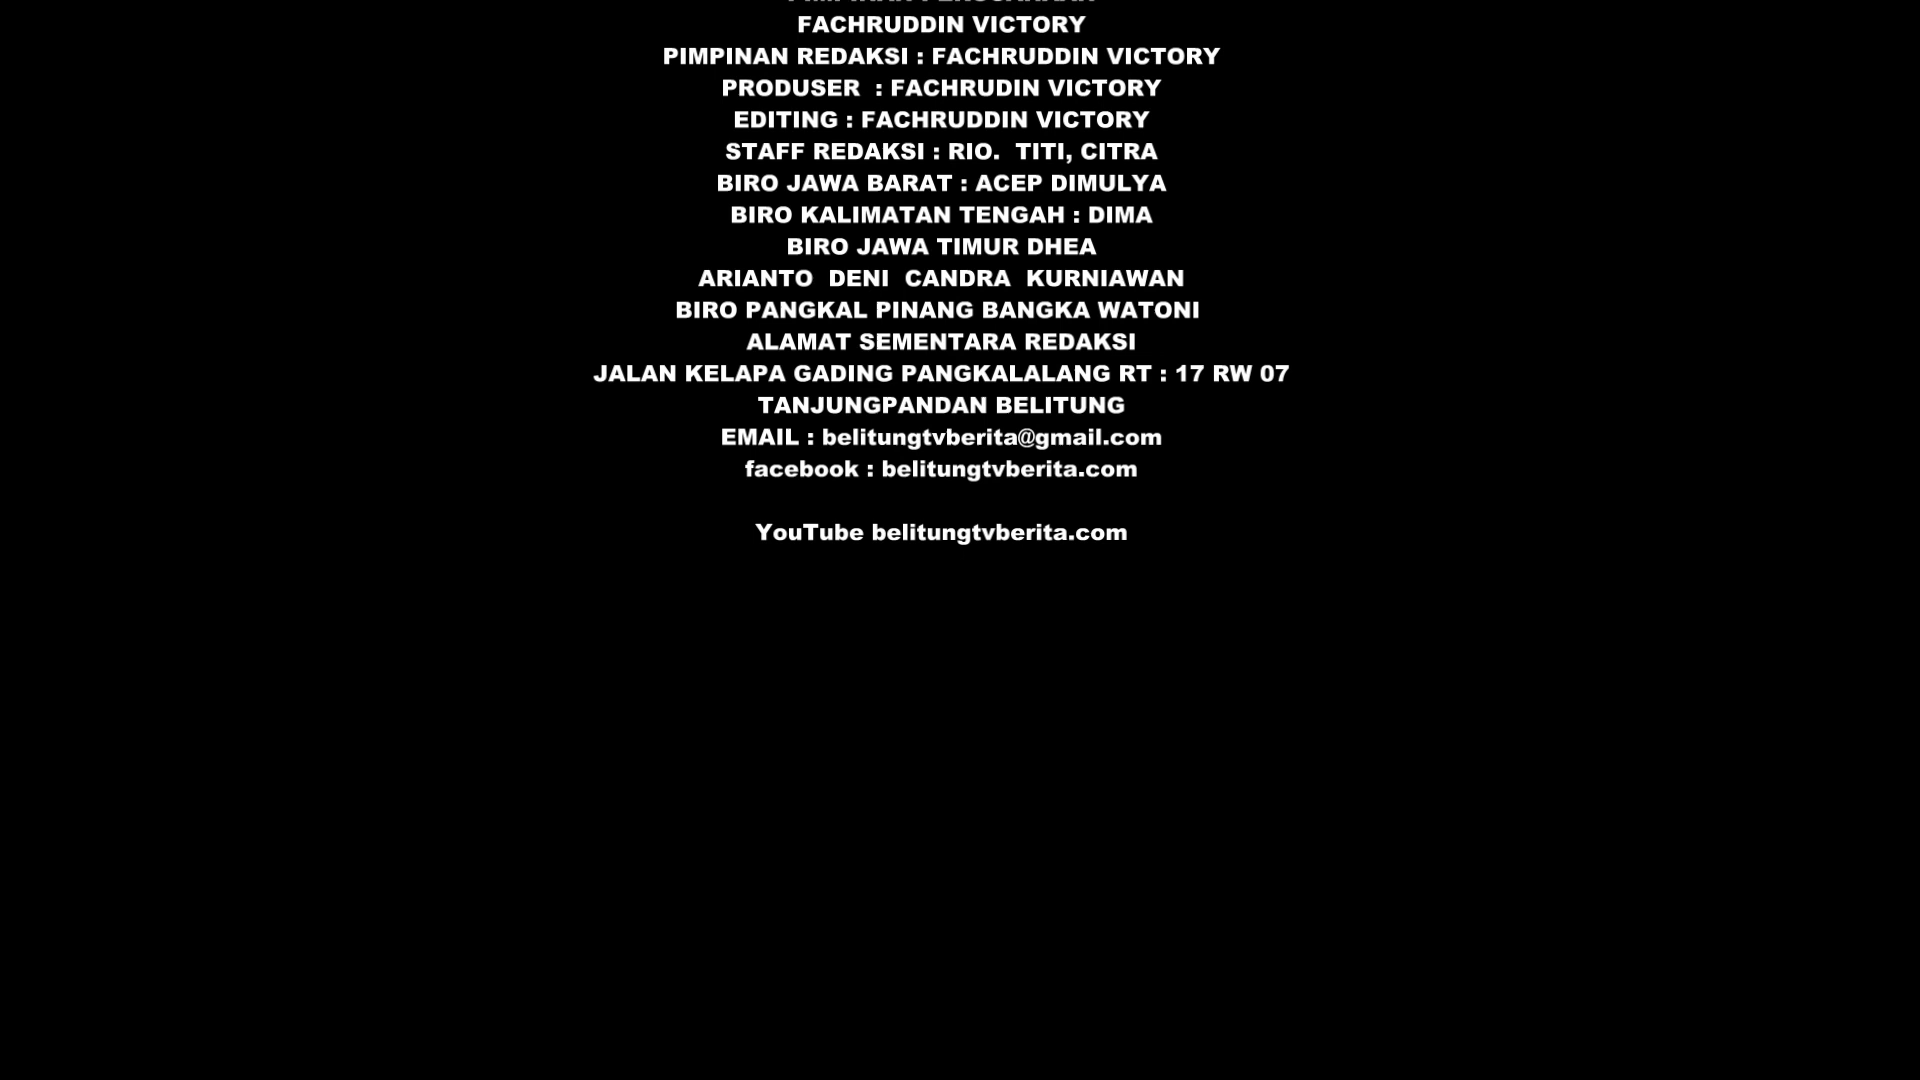 FACHRUDDIN VICTORY
PIMPINAN REDAKSI : FACHRUDDIN VICTORY
PRODUSER : FACHRUDIN VICTORY
EDITING : FACHRUDDIN VICTORY
STAFF REDAKSI : RIO. TITI, CITRA
BIRO JAWA BARAT : ACEP DIMULYA
BIRO KALIMATAN TENGAH : DIMA
BIRO JAWA TIMUR DHEA
ARIANTO DENI CANDRA KURNIAWAN
BIRO PANGKAL PINANG BANGKA WATONI
ALAMAT SEMENTARA REDAKSI
JALAN KELAPA GADING PANGKALALANG RT : 17 RW 07
TANJUNGPANDAN BELITUNG
EMAIL : belitungtvberita@gmail.com
facebook : belitungtvberita.com
YouTube belitungtvberita.com